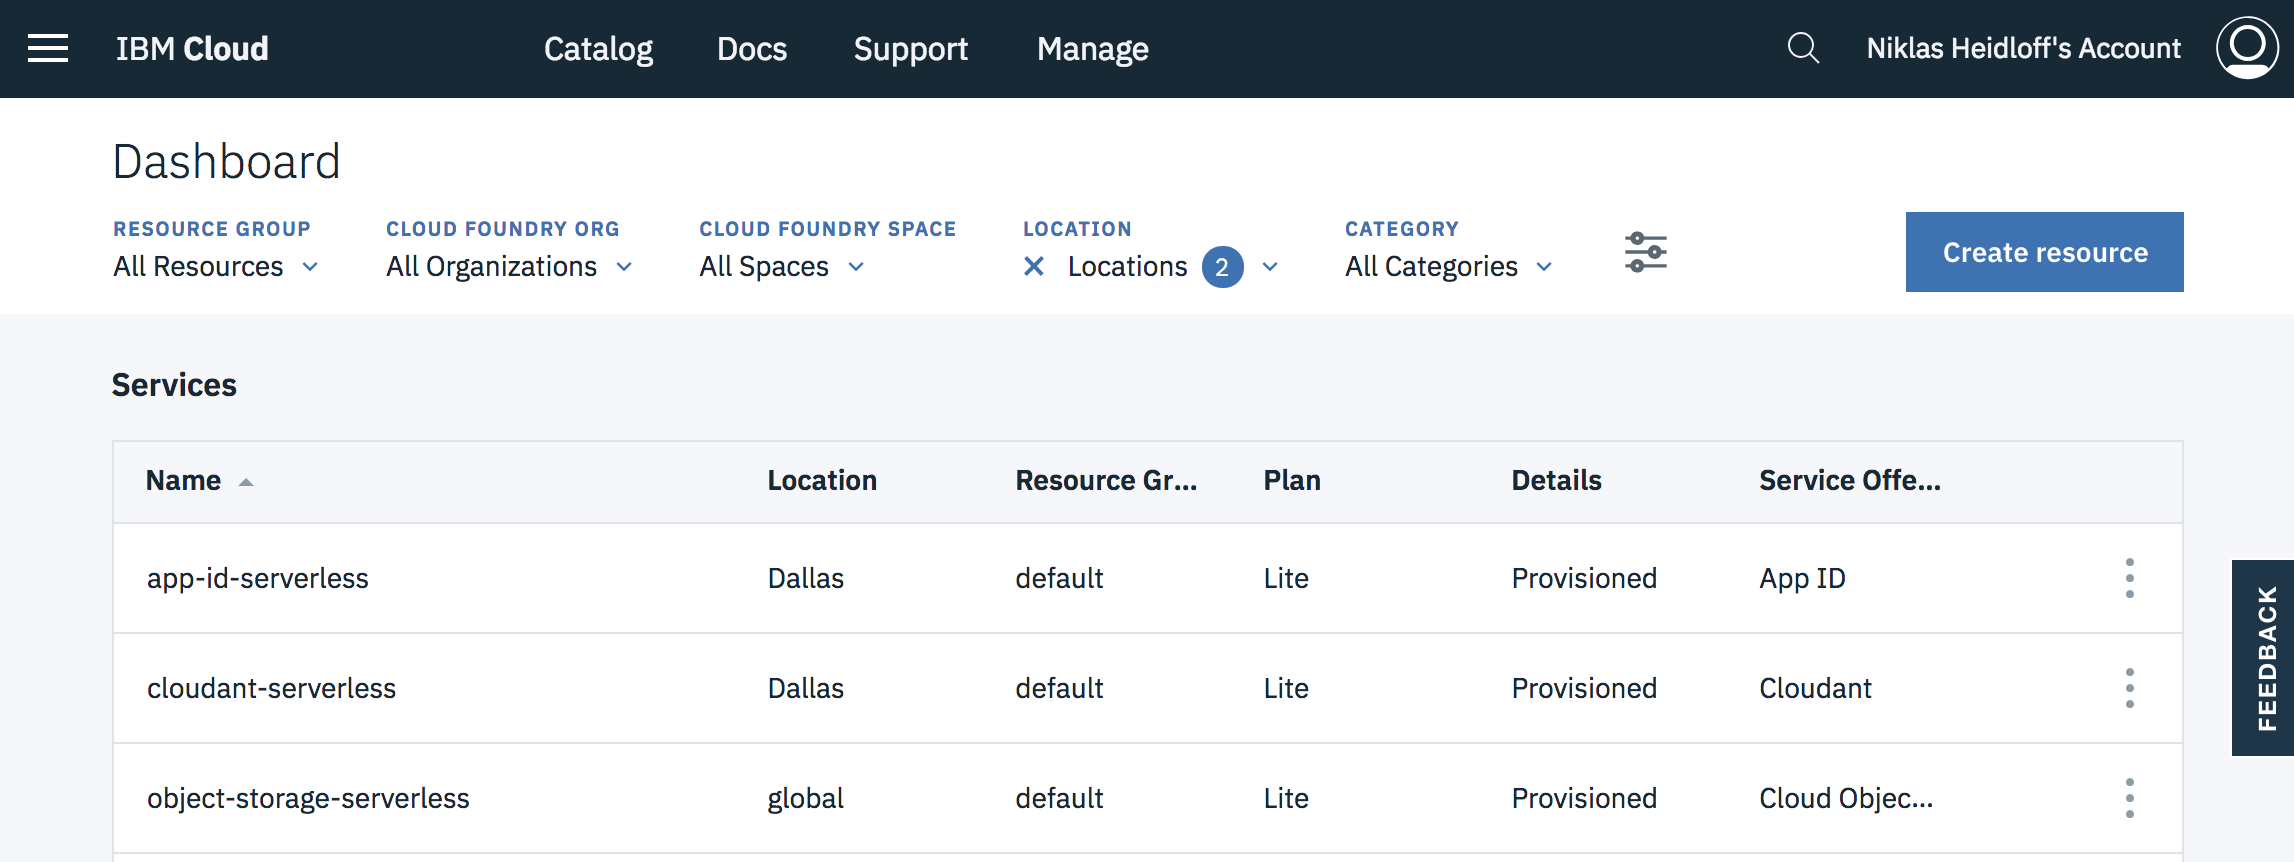 IBM Cloud Catalog Docs Support Manage Niklas Heidloff's Account
Dashboard
RESOURCE GROUP CLOUD FOUNDRY ORG CLOUD FOUNDRY SPACE LOCATION CATEGORY
All Resources All Organizations All Spaces Locations 2 All Categories
Create resource
Services
Name Location Resource Gr... Plan Details Service Offe...
app-id-serverless Dallas default Lite Provisioned App ID
cloudant-serverless Dallas default Lite Provisioned Cloudant
object-storage-serverless global default Lite Provisioned Cloud Objec...
FEEDBACK